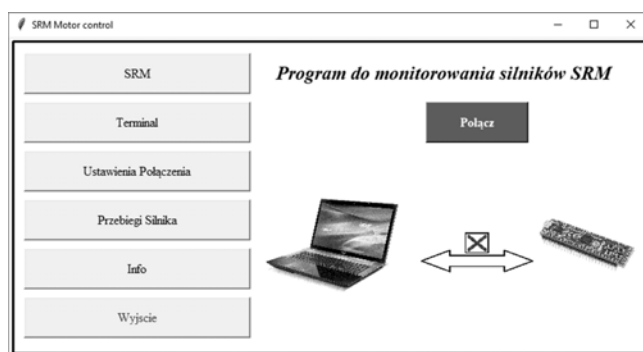 SRM Motor control
SRM
Program do monitorowania silników SRM
Terminal
Połącz
Ustawienia Połączenia
Przebiegi Silnika
Info
Wyjscie